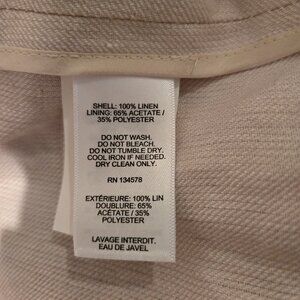 SHELL: 100% LINEN
LINING: 65% ACETATE /
35% POLYESTER
DO NOT WASH.
DO NOT BLEACH.
DO NOT TUMBLE DRY.
COOL IRON IF NEEDED.
DRY CLEAN ONLY.
RN 134578
EXTÉRIEURE: 100% LIN
DOUBLURE: 65%
ACÉTATE / 35%
POLYESTER
LAVAGE INTERDIT.
EAU DE JAVEL